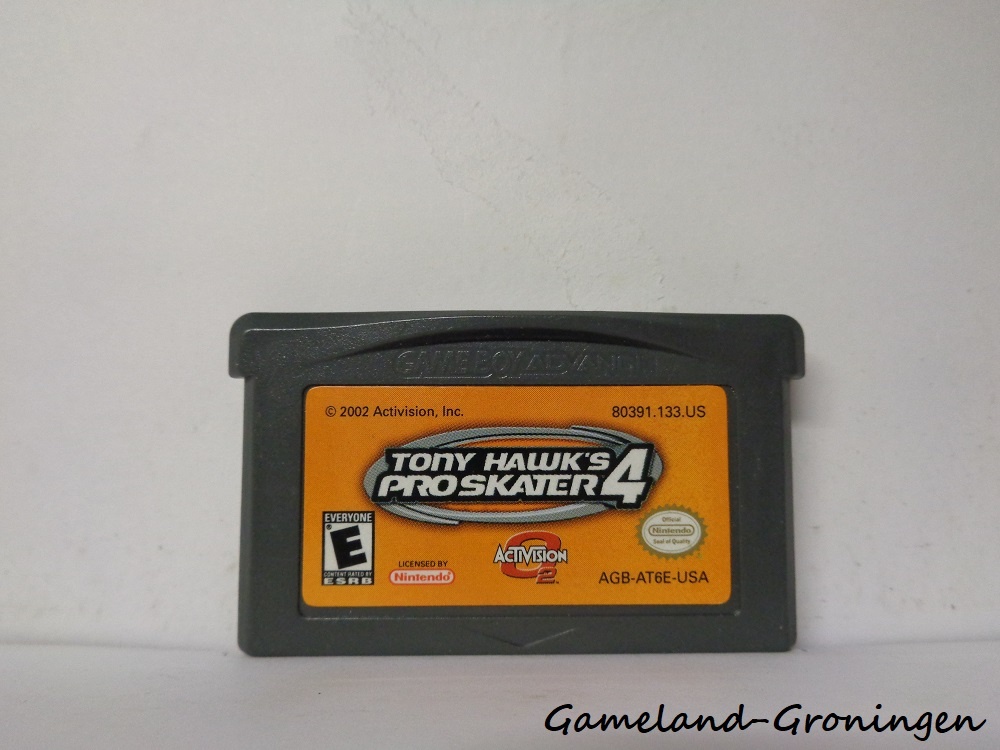 GAME BOY ADVANCE
© 2002 Activision, Inc.
80391.133.US
TONY HAWK'S
PRO SKATER 4
EVERYONE
E
CONTENT RATED BY
ESRB
LICENSED BY
Nintendo
ACTIVISION
O2
Official
Nintendo
Seal of Quality
AGB-AT6E-USA
Gameland-Groningen